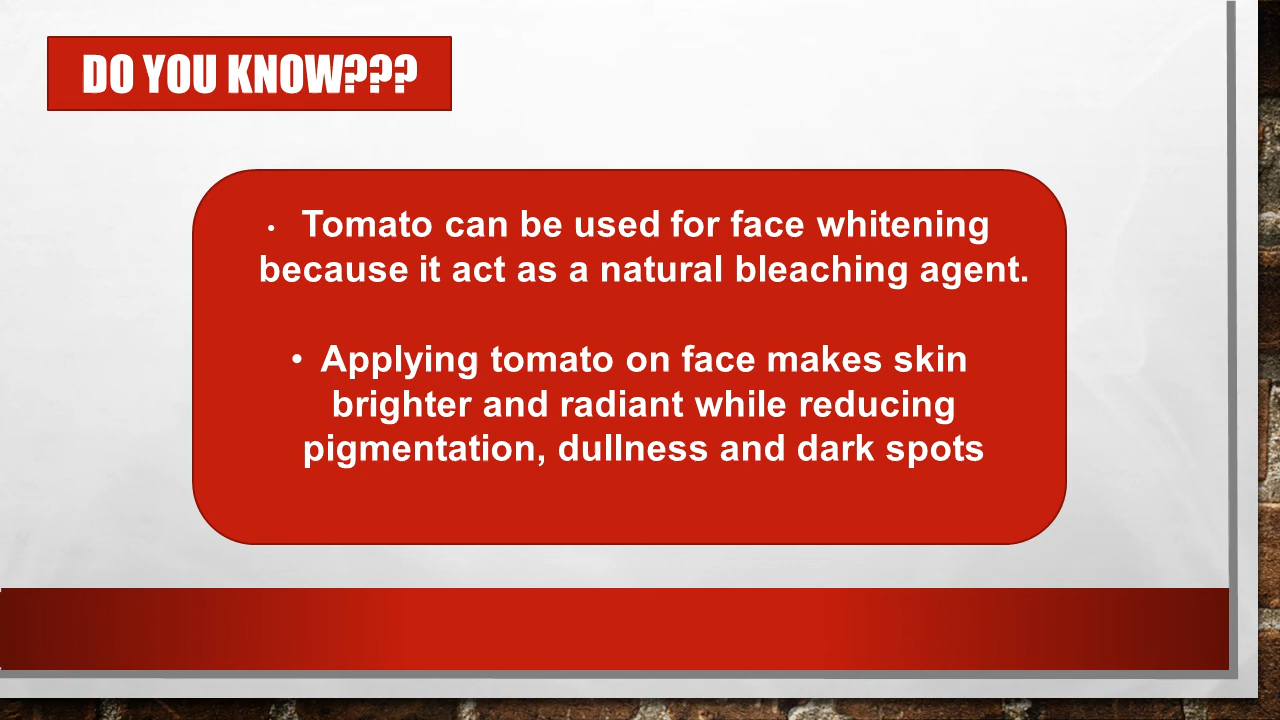 DO YOU KNOW???
• Tomato can be used for face whitening
because it act as a natural bleaching agent.
• Applying tomato on face makes skin
brighter and radiant while reducing
pigmentation, dullness and dark spots